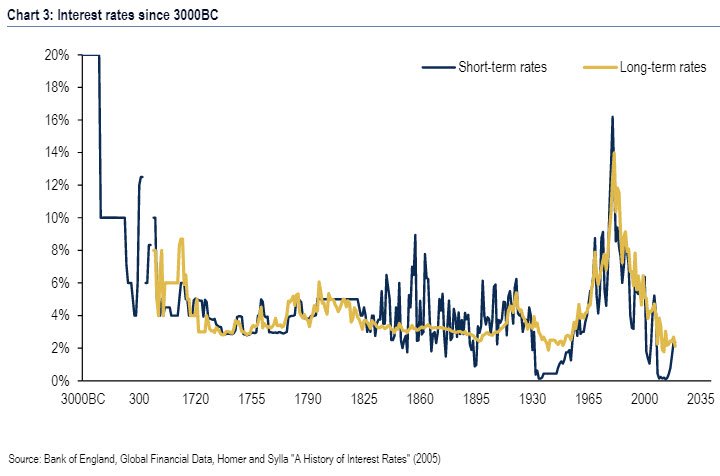 Chart 3: Interest rates since 3000BC
20%
18%
16%
14%
12%
10%
8%
6%
4%
2%
0%
Short-term rates
Long-term rates
3000BC 300 1720 1755 1790 1825 1860 1895 1930 1965 2000 2035
Source: Bank of England, Global Financial Data, Homer and Sylla "A History of Interest Rates" (2005)